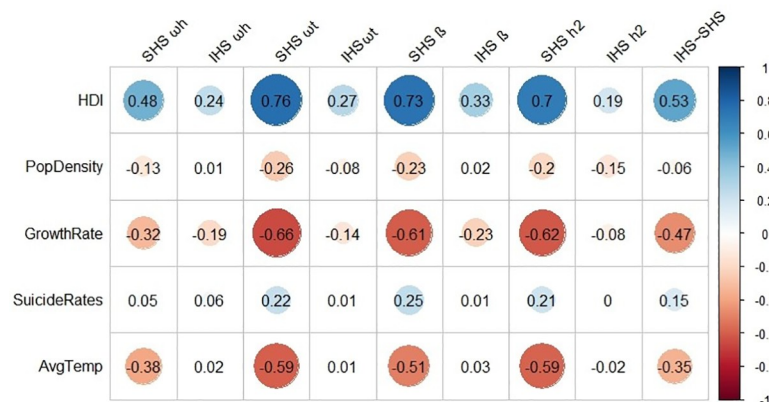 SHS ωh IHS ωh SHS ωt IHSωt SHS ß IHS ß SHS h2 IHS h2 IHS~SHS
HDI 0.48 0.24 0.76 0.27 0.73 0.33 0.7 0.19 0.53
PopDensity -0.13 0.01 -0.26 -0.08 -0.23 0.02 -0.2 -0.15 -0.06
GrowthRate -0.32 -0.19 -0.66 -0.14 -0.61 -0.23 -0.62 -0.08 -0.47
SuicideRates 0.05 0.06 0.22 0.01 0.25 0.01 0.21 0 0.15
AvgTemp -0.38 0.02 -0.59 0.01 -0.51 0.03 -0.59 -0.02 -0.35
1
0.8
0.6
0.4
0.2
0
-0.
-0.
-0.
-0.
-1